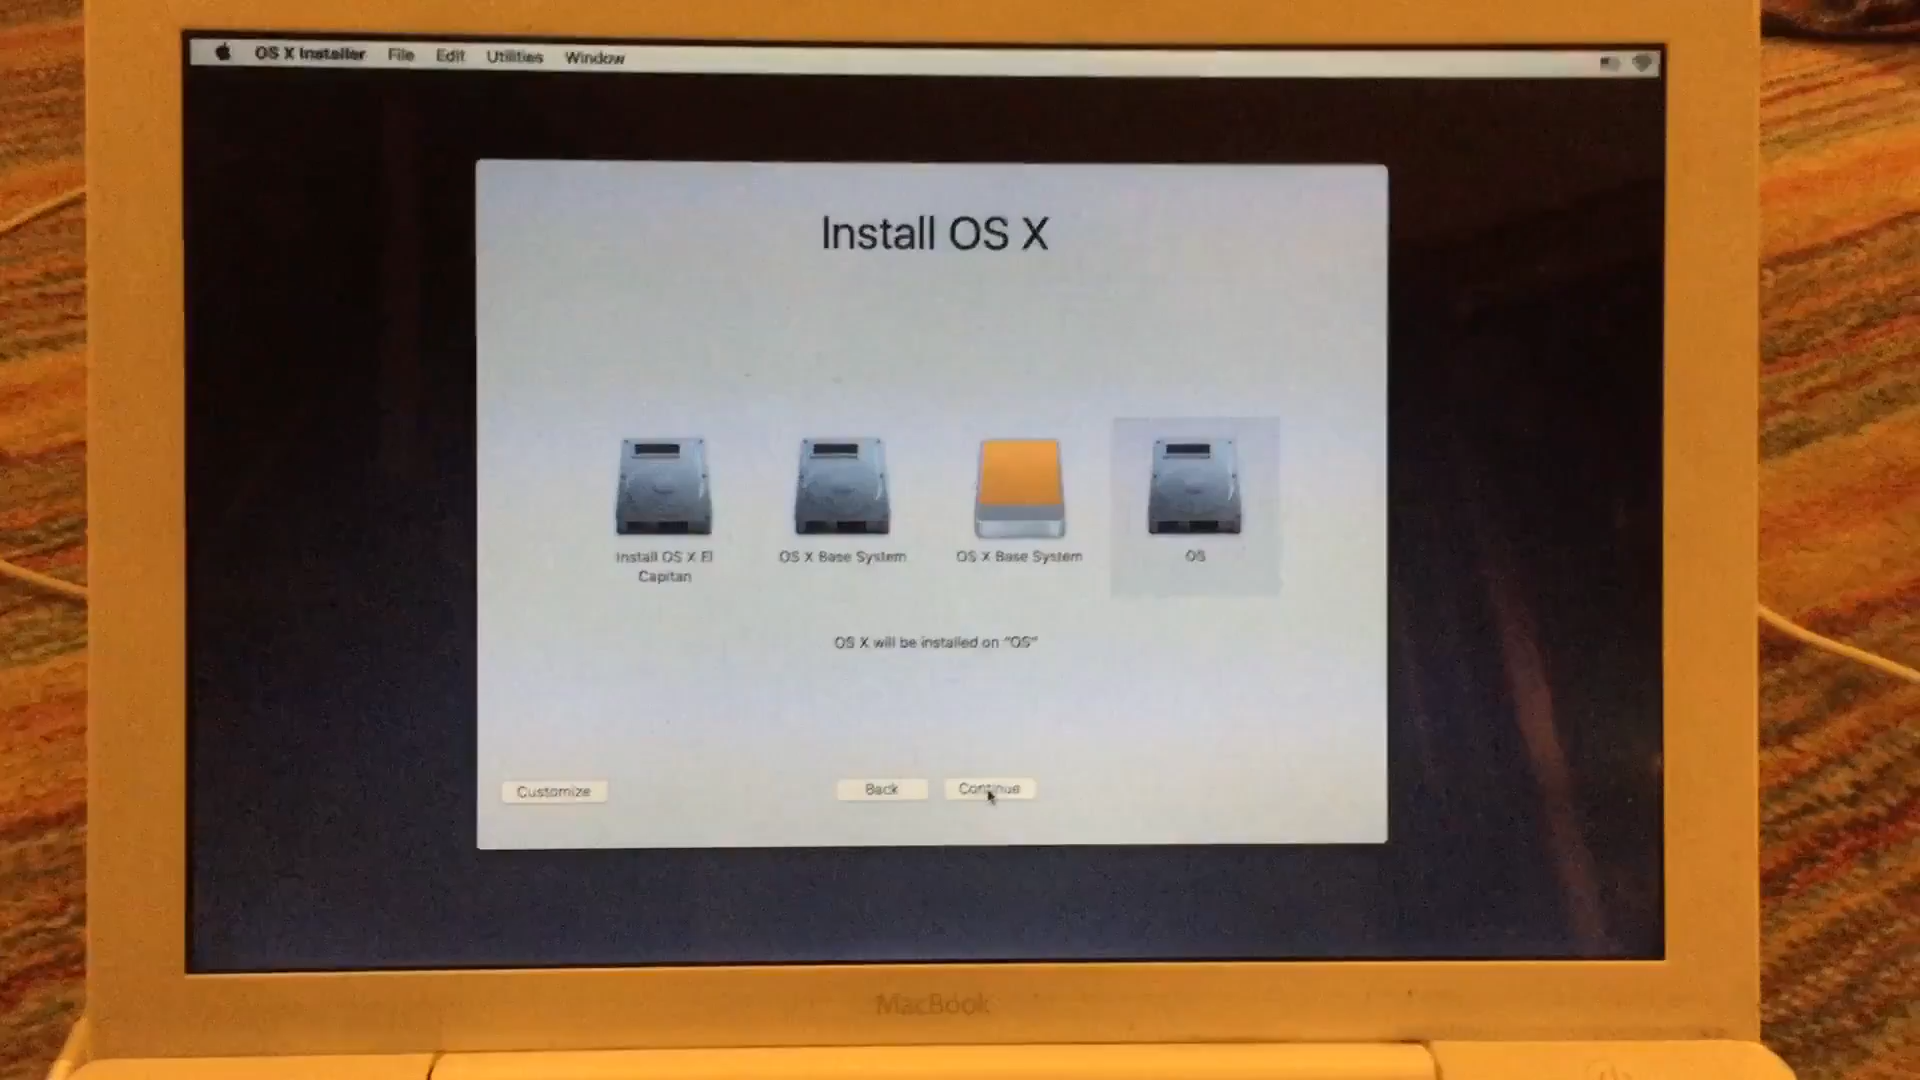 OS X Installer File Edit Utilities Window
Install OS X
Install OS X El
Capitan
OS X Base System
OS X Base System
OS
OS X will be installed on "OS"
Customize
Back
Continue
MacBook